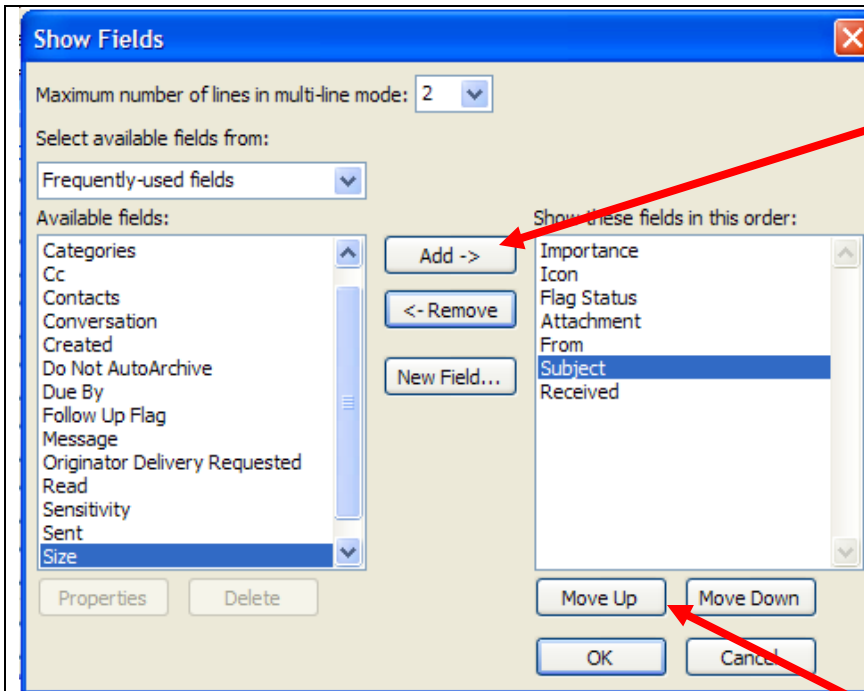 Show Fields
Maximum number of lines in multi-line mode: 2
Select available fields from:
Frequently-used fields
Available fields:
Categories
Cc
Contacts
Conversation
Created
Do Not AutoArchive
Due By
Follow Up Flag
Message
Originator Delivery Requested
Read
Sensitivity
Sent
Size
Properties Delete
Add ->
<- Remove
New Field...
Show these fields in this order:
Importance
Icon
Flag Status
Attachment
From
Subject
Received
Move Up Move Down
OK Cancel